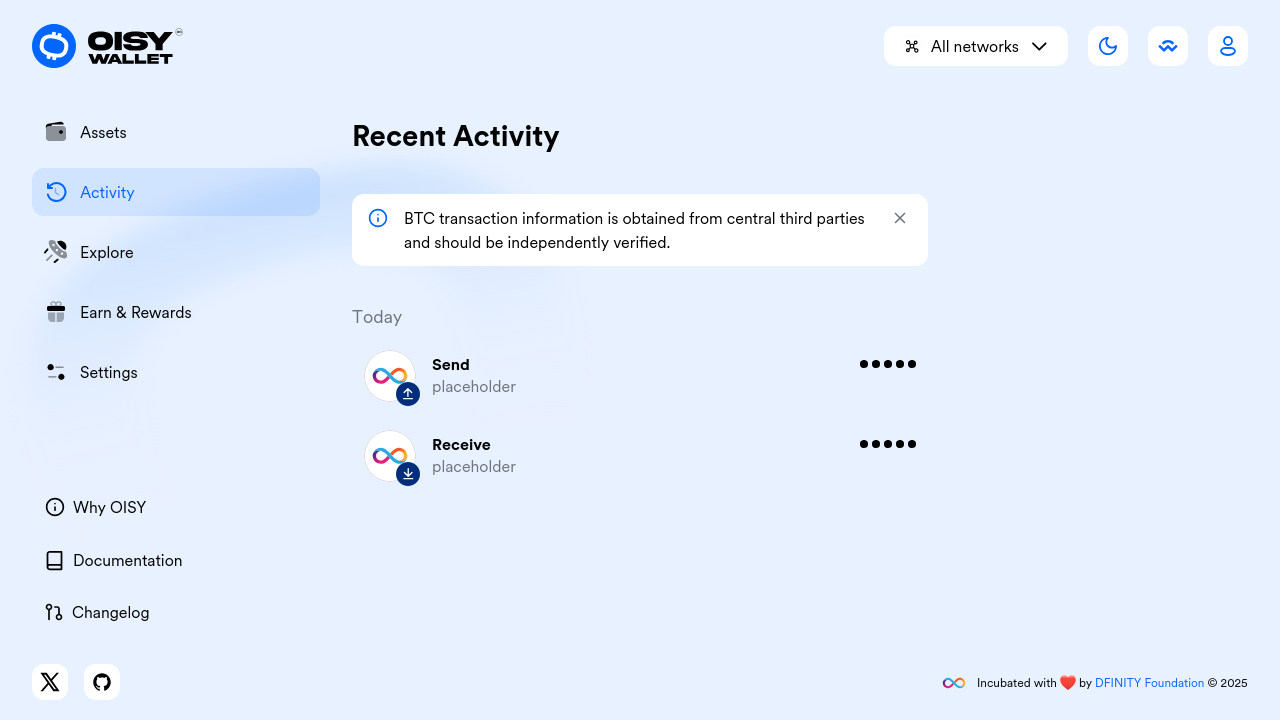 OISY
WALLET
All networks
Assets
Activity
Explore
Earn & Rewards
Settings
Why OISY
Documentation
Changelog
Recent Activity
BTC transaction information is obtained from central third parties
and should be independently verified.
Today
Send
placeholder
Receive
placeholder
Incubated with ❤️ by DFINITY Foundation © 2025